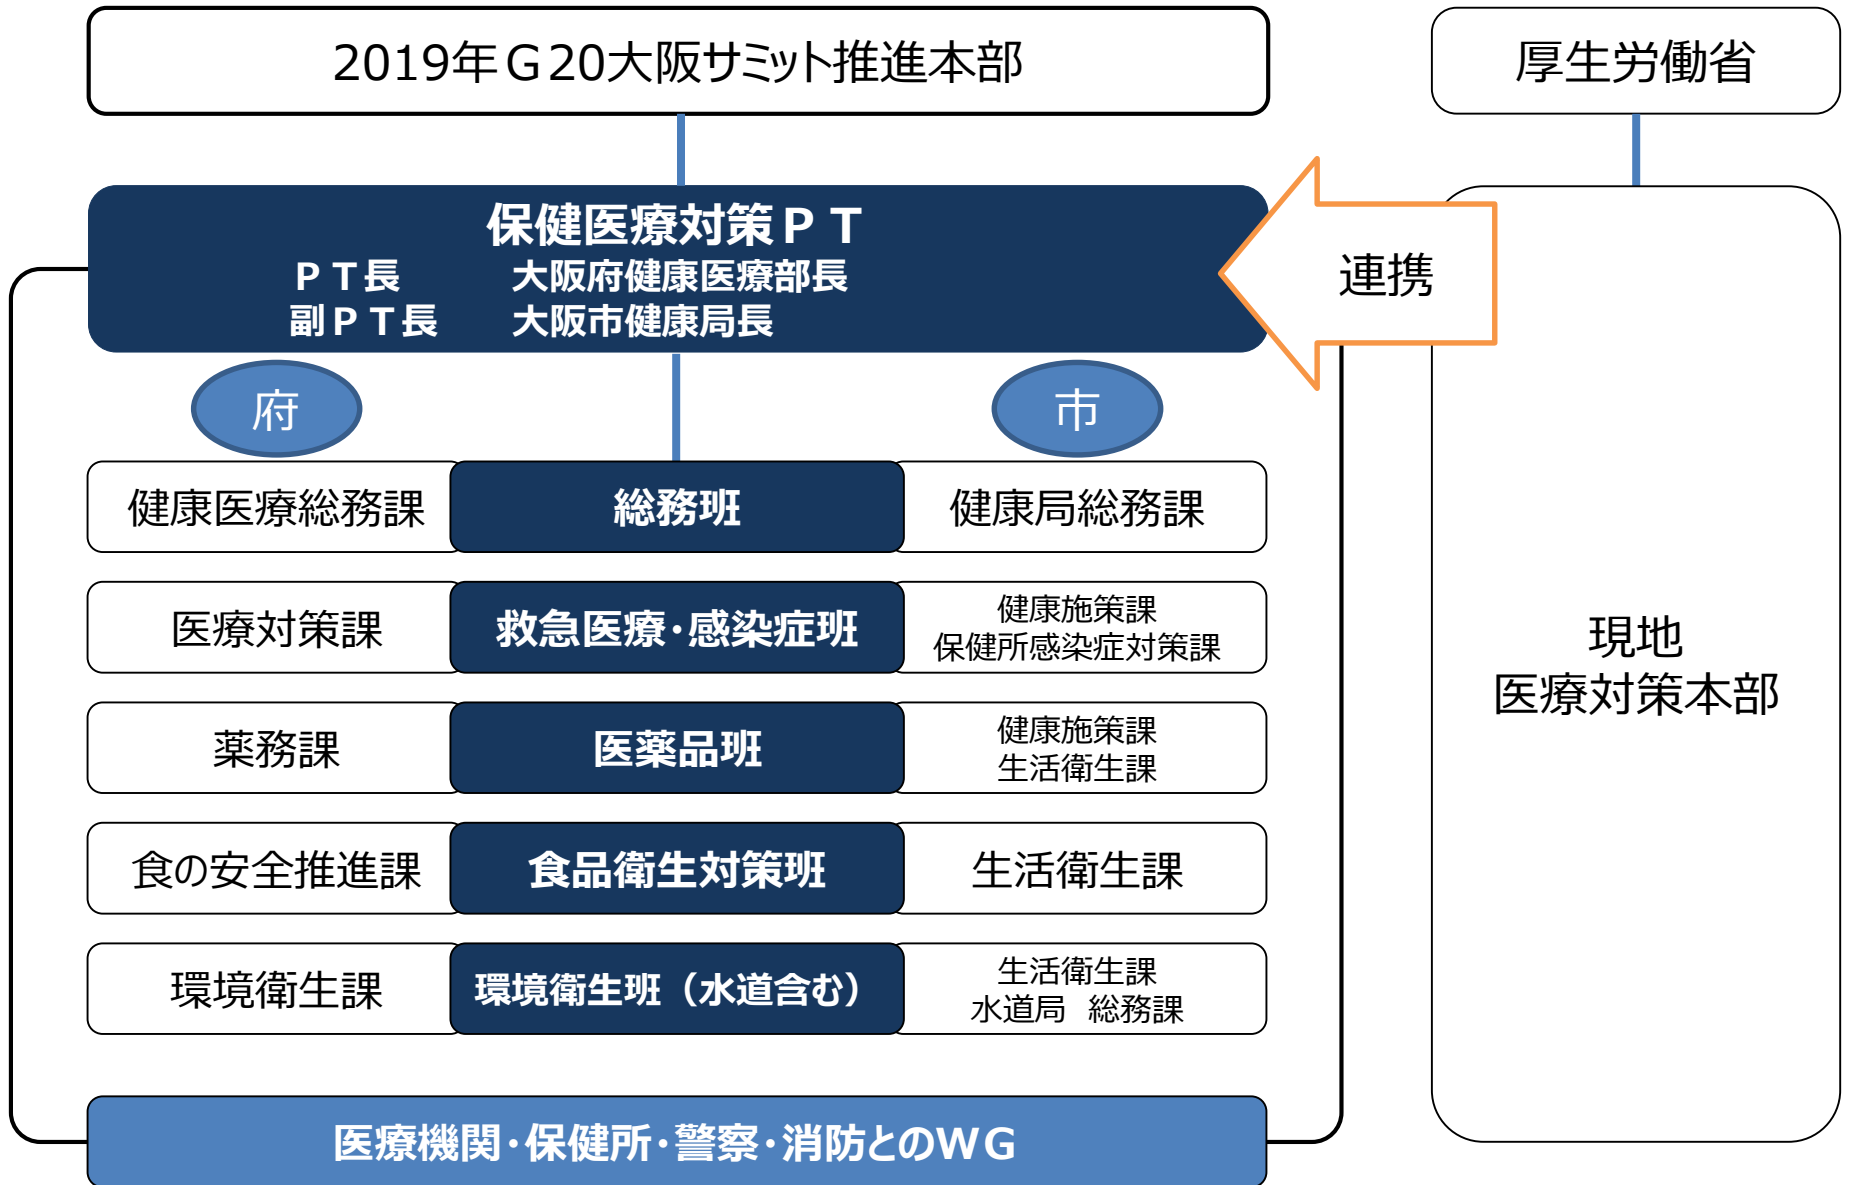 2019年G20大阪サミット推進本部
厚生労働省
保健医療対策PT
PT長　大阪府健康医療部長
副PT長　大阪市健康局長
連携
府
市
健康医療総務課
総務班
健康局総務課
医療対策課
救急医療・感染症班
健康施策課
保健所感染症対策課
薬務課
医薬品班
健康施策課
生活衛生課
食の安全推進課
食品衛生対策班
生活衛生課
環境衛生課
環境衛生班（水道含む）
生活衛生課
水道局　総務課
現地
医療対策本部
医療機関・保健所・警察・消防とのWG